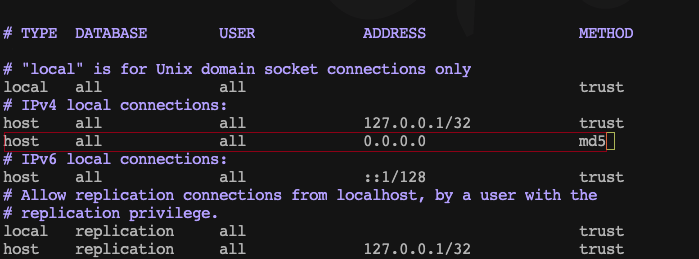 # TYPE  DATABASE        USER            ADDRESS                 METHOD
# "local" is for Unix domain socket connections only
local   all             all                                     trust
# IPv4 local connections:
host    all             all             127.0.0.1/32            trust
host    all             all             0.0.0.0                 md5
# IPv6 local connections:
host    all             all             ::1/128                 trust
# Allow replication connections from localhost, by a user with the
# replication privilege.
local   replication     all                                     trust
host    replication     all             127.0.0.1/32            trust